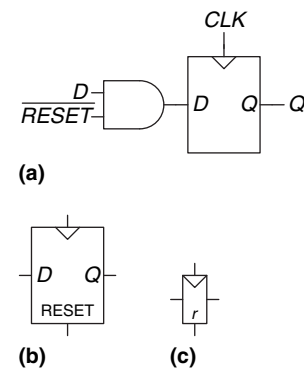 CLK
D
RESET
D Q Q
(a)
D Q
RESET
r
(b) (c)